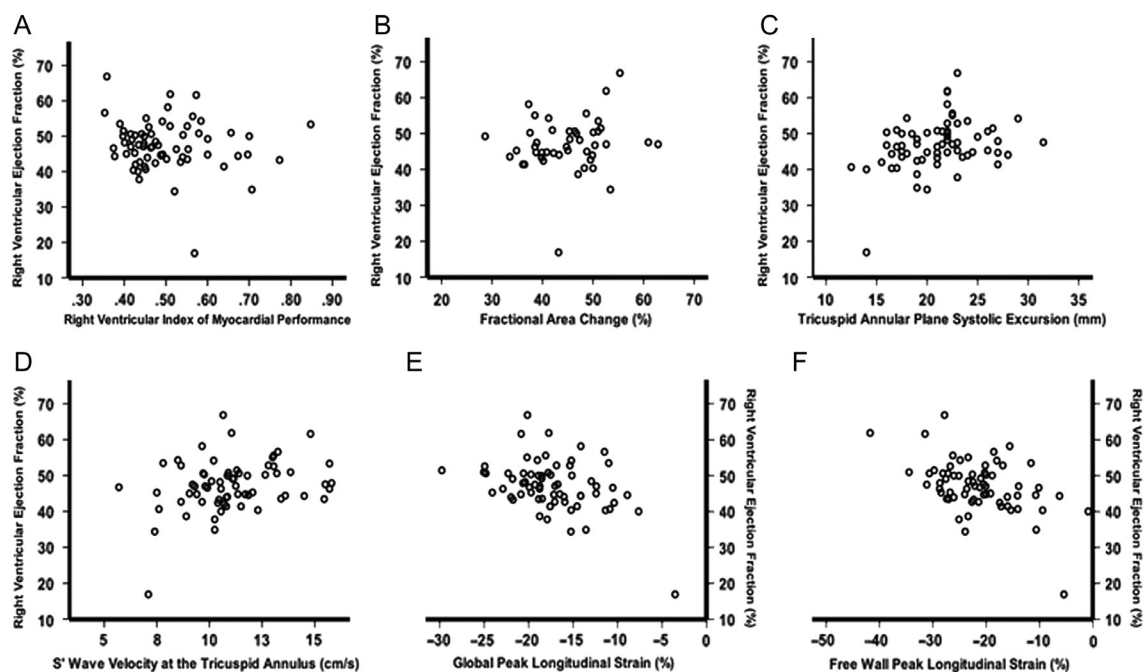 A
Right Ventricular Ejection Fraction (%)
70
60
50
40
30
20
10
.30 .40 .50 .60 .70 .80 .90
Right Ventricular Index of Myocardial Performance
B
Right Ventricular Ejection Fraction (%)
70
60
50
40
30
20
10
20 30 40 50 60 70
Fractional Area Change (%)
C
Right Ventricular Ejection Fraction (%)
70
60
50
40
30
20
10
10 15 20 25 30 35
Tricuspid Annular Plane Systolic Excursion (mm)
D
Right Ventricular Ejection Fraction (%)
70
60
50
40
30
20
10
5 8 10 13 15
S' Wave Velocity at the Tricuspid Annulus (cm/s)
E
70
60
50
40
30
20
10
Right Ventricular Ejection Fraction (%)
−30 −25 −20 −15 −10 −5 0
Global Peak Longitudinal Strain (%)
F
70
60
50
40
30
20
10
Right Ventricular Ejection Fraction (%)
−50 −40 −30 −20 −10 0
Free Wall Peak Longitudinal Strain (%)